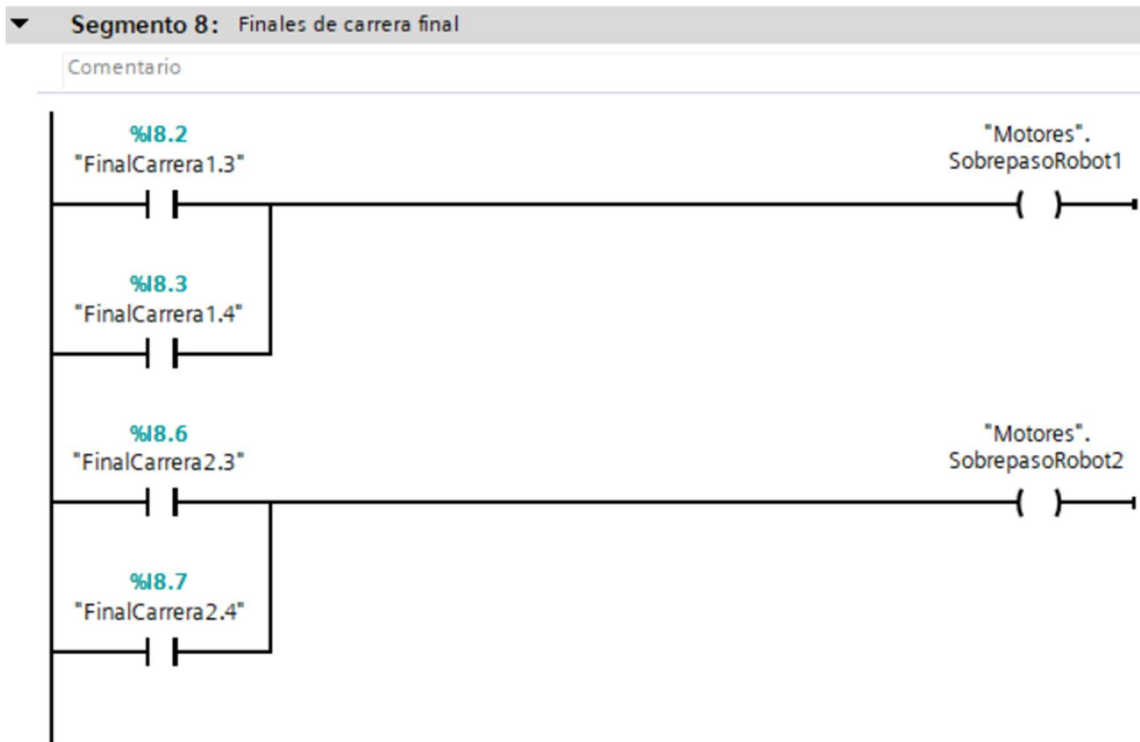 Segmento 8: Finales de carrera final
Comentario
%I8.2
"FinalCarrera1.3"
"Motores".
SobrepasoRobot1
%I8.3
"FinalCarrera1.4"
%I8.6
"FinalCarrera2.3"
"Motores".
SobrepasoRobot2
%I8.7
"FinalCarrera2.4"